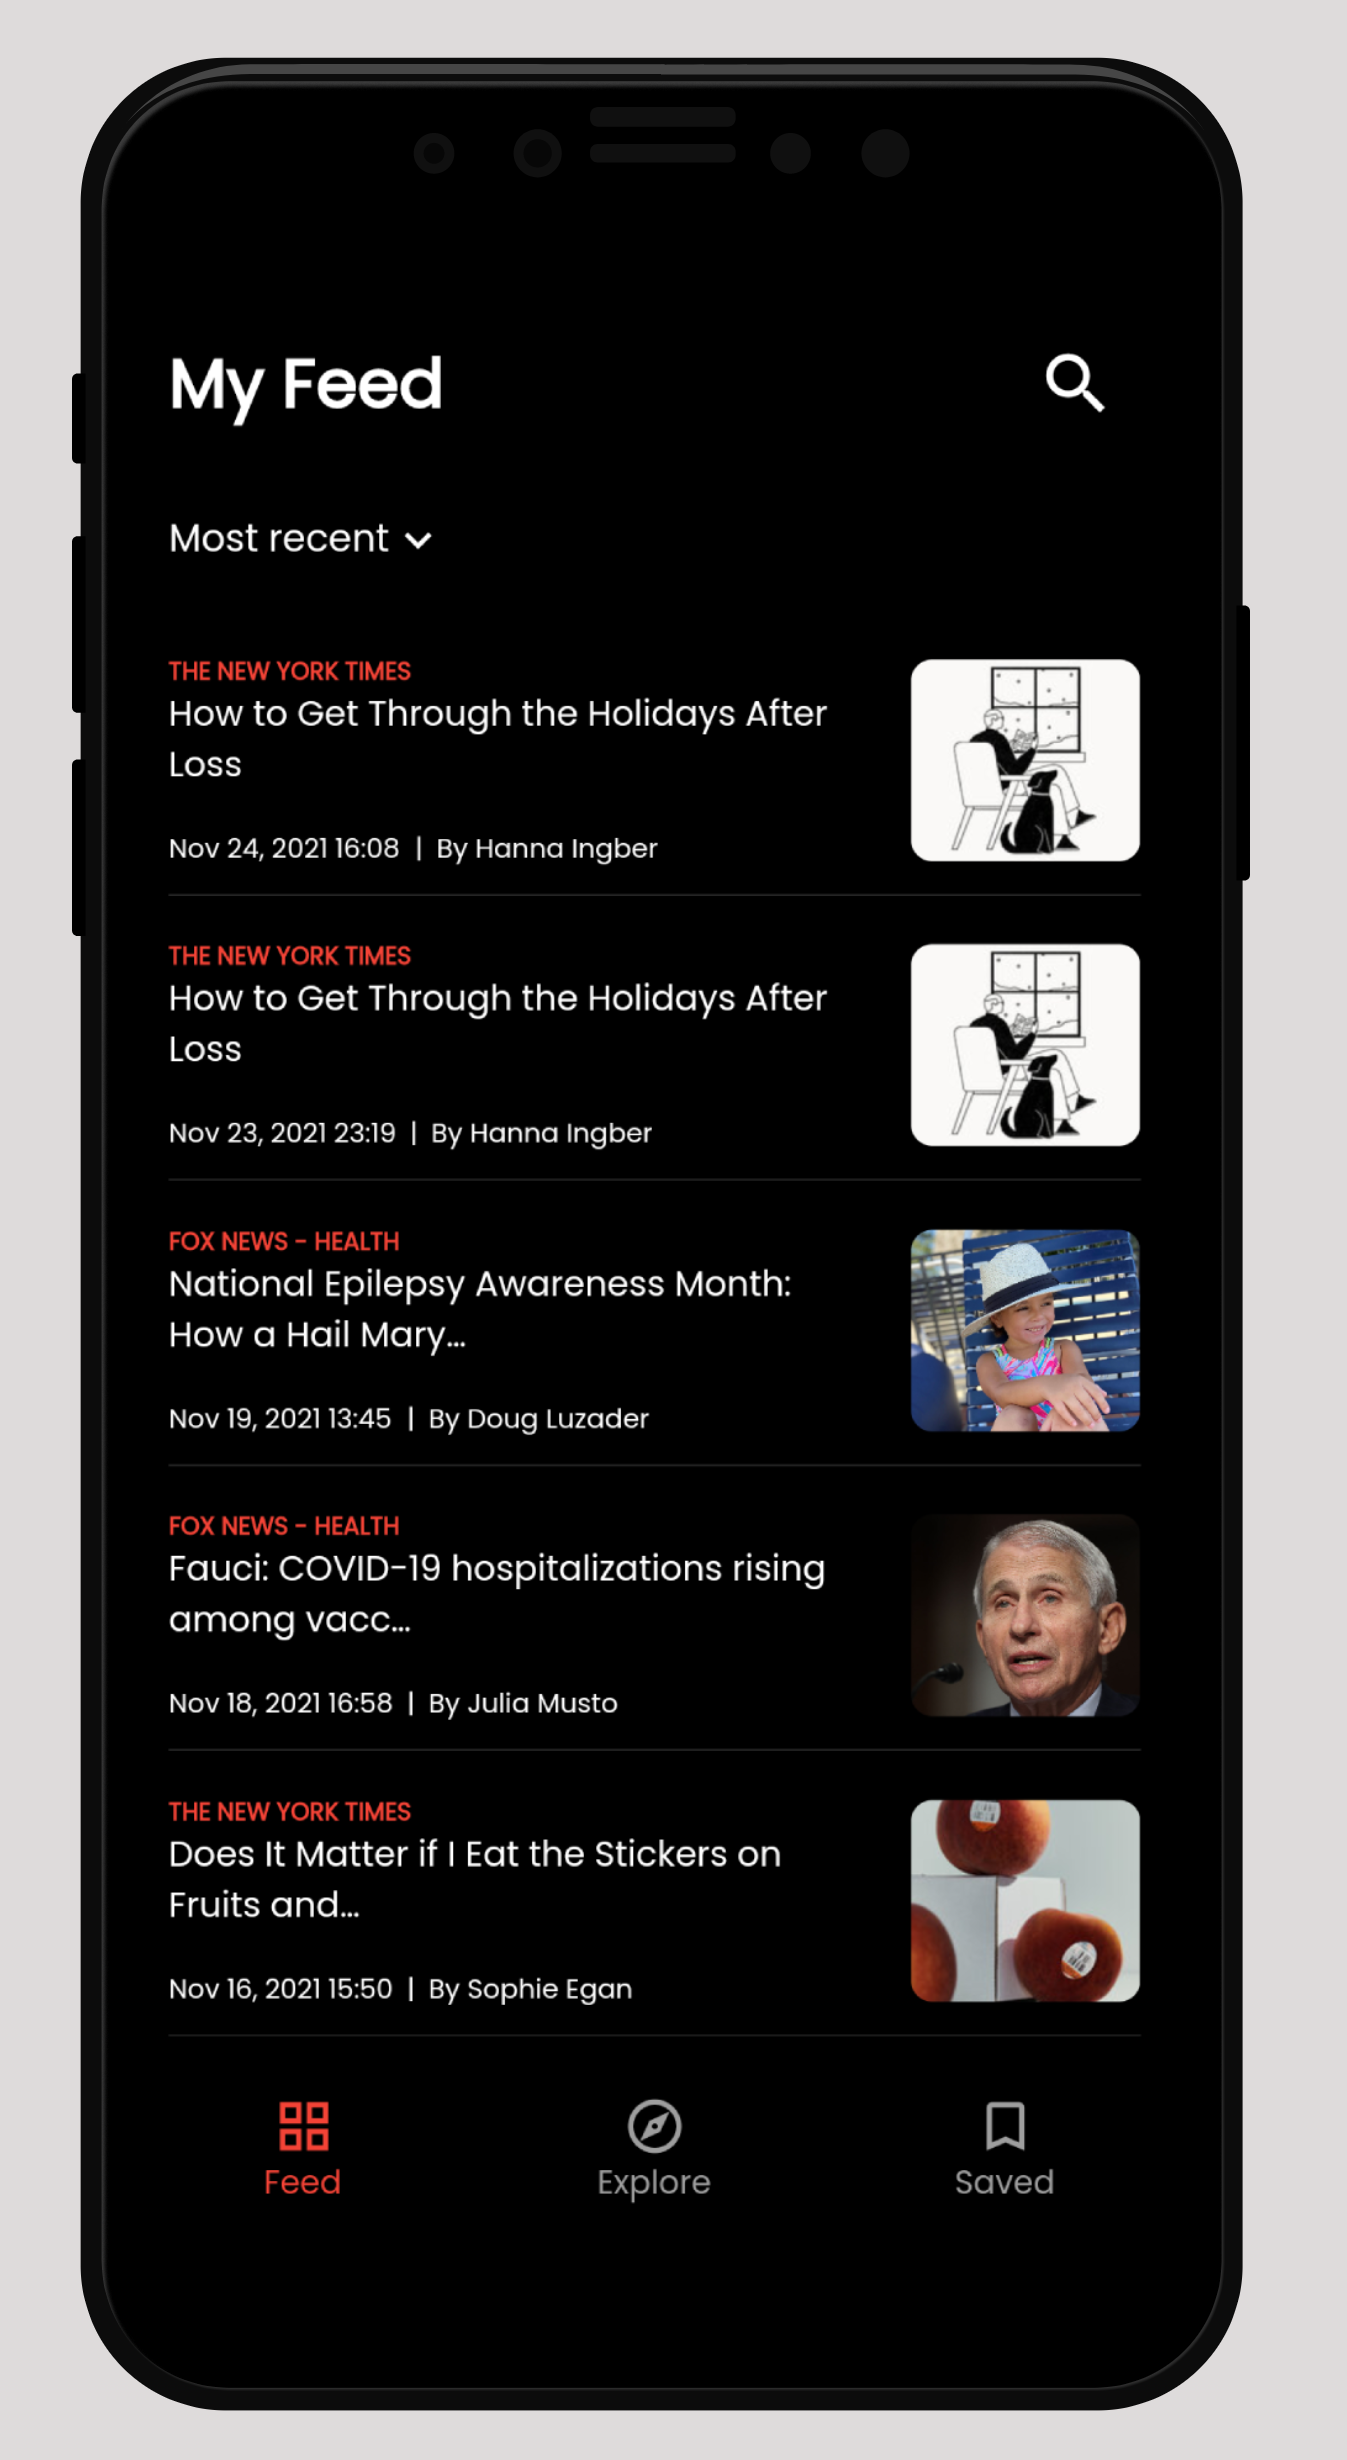 My Feed
Most recent
THE NEW YORK TIMES
How to Get Through the Holidays After
Loss
Nov 24, 2021 16:08 | By Hanna Ingber
THE NEW YORK TIMES
How to Get Through the Holidays After
Loss
Nov 23, 2021 23:19 | By Hanna Ingber
FOX NEWS - HEALTH
National Epilepsy Awareness Month:
How a Hail Mary...
Nov 19, 2021 13:45 | By Doug Luzader
FOX NEWS - HEALTH
Fauci: COVID-19 hospitalizations rising
among vacc...
Nov 18, 2021 16:58 | By Julia Musto
THE NEW YORK TIMES
Does It Matter if I Eat the Stickers on
Fruits and...
Nov 16, 2021 15:50 | By Sophie Egan
Feed
Explore
Saved